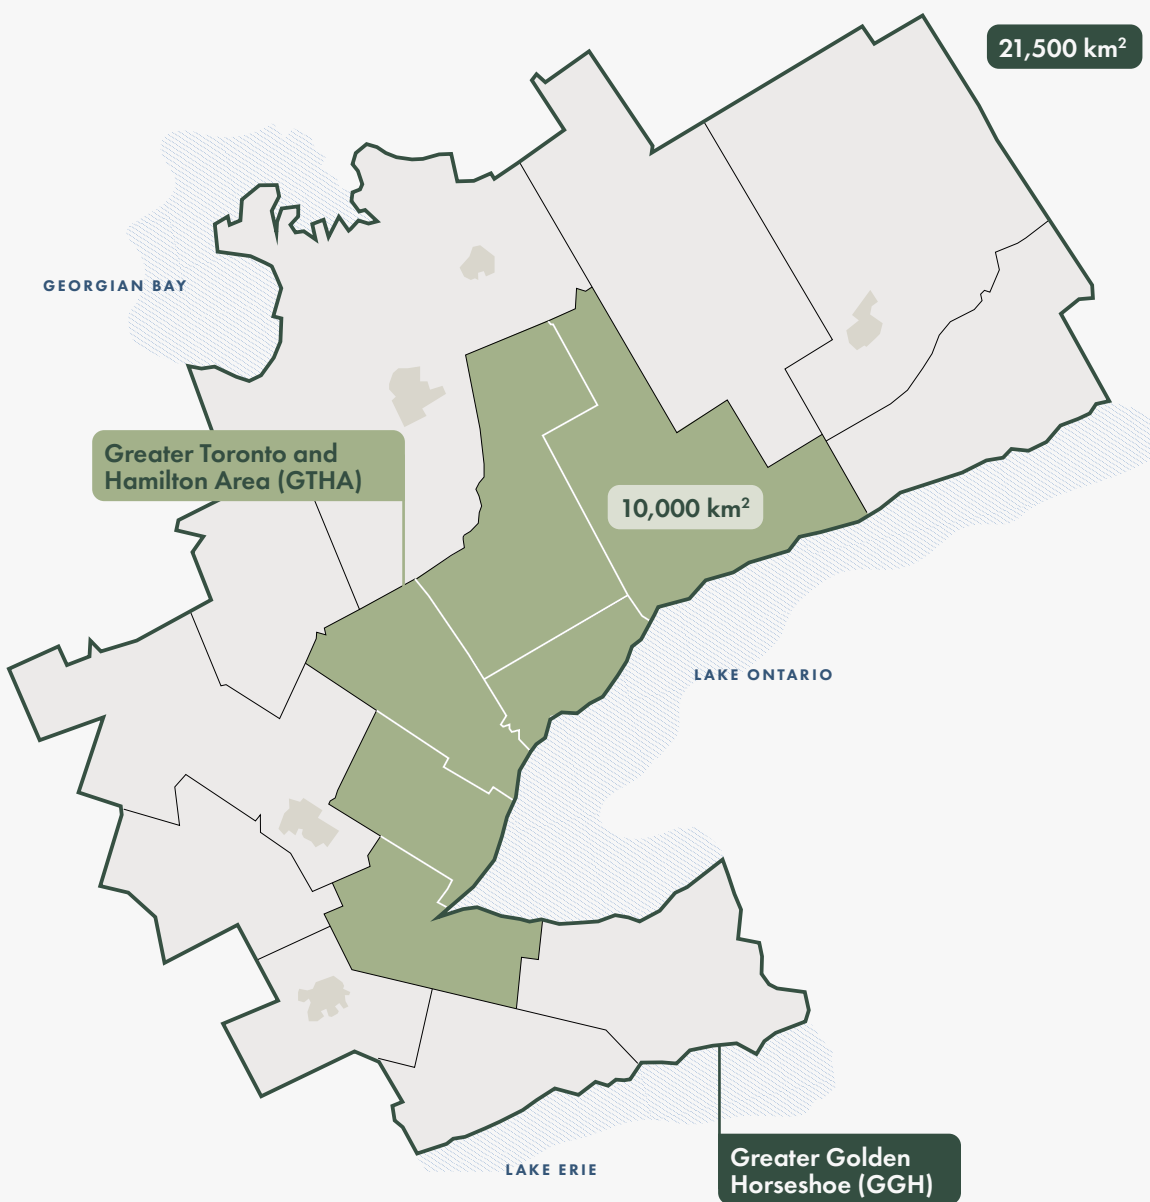 21,500 km²
GEORGIAN BAY
Greater Toronto and
Hamilton Area (GTHA)
10,000 km²
LAKE ONTARIO
LAKE ERIE
Greater Golden
Horseshoe (GGH)